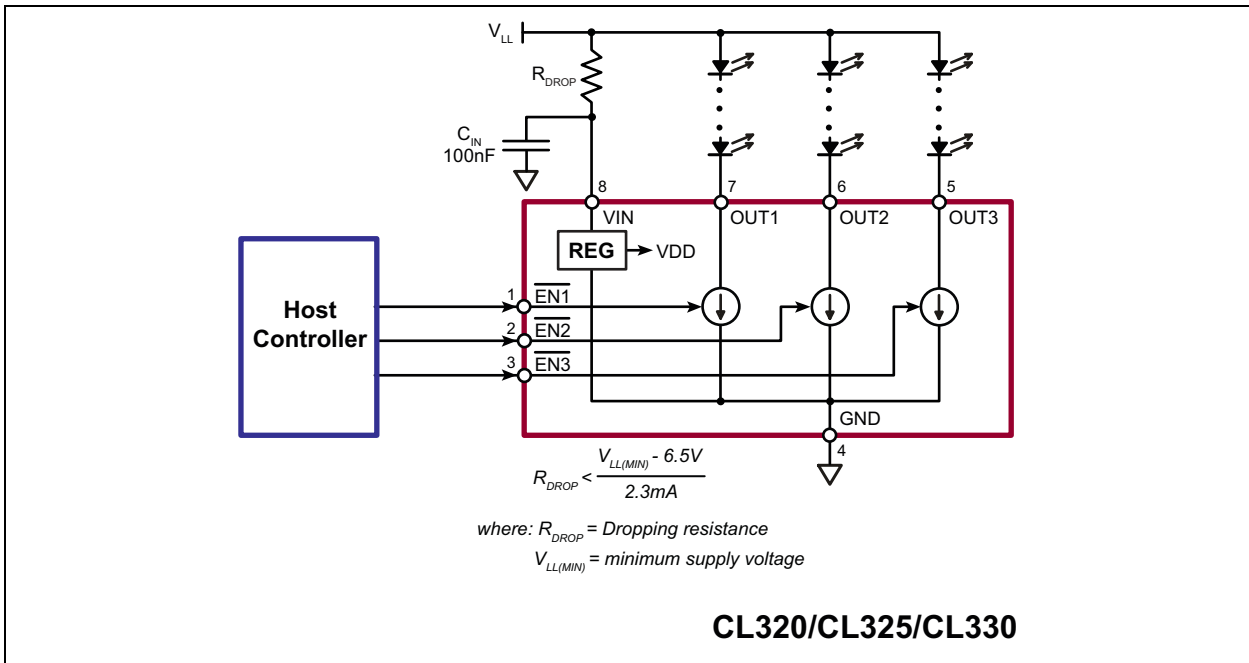 V_LL
R_DROP
C_IN
100nF
8
7
6
5
VIN
OUT1
OUT2
OUT3
REG
VDD
Host
Controller
1
EN1
2
EN2
3
EN3
GND
4
R_DROP < (V_LL(MIN) - 6.5V) / 2.3mA
where: R_DROP = Dropping resistance
V_LL(MIN) = minimum supply voltage
CL320/CL325/CL330